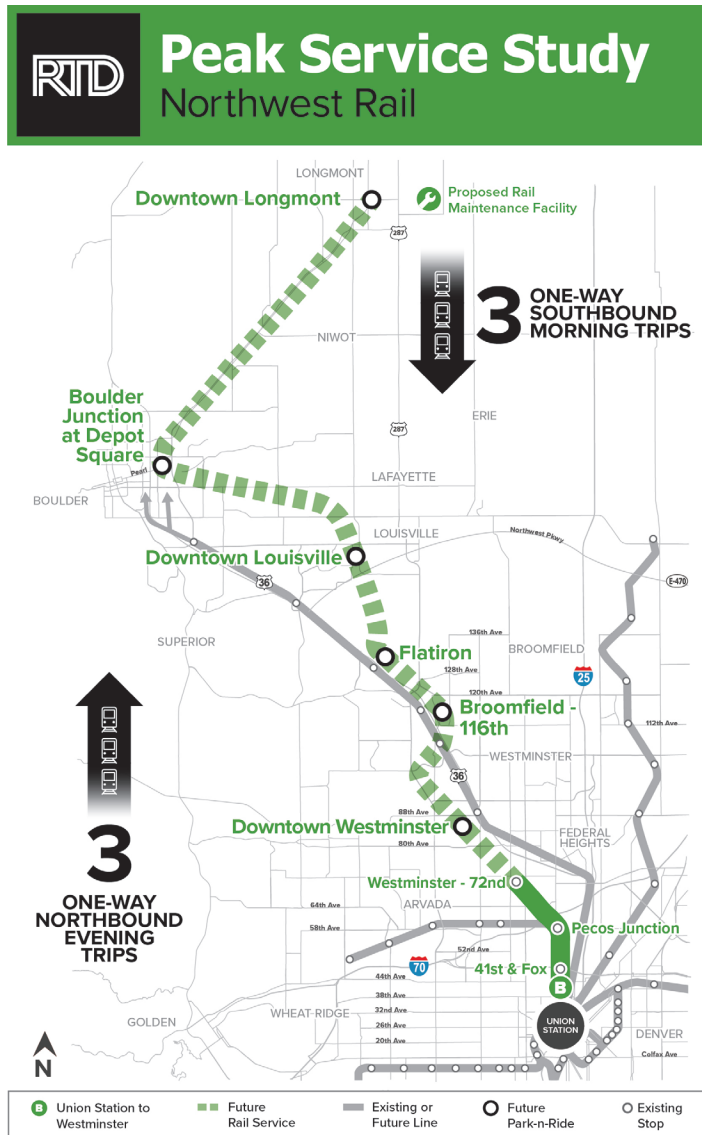 RTD
Peak Service Study
Northwest Rail
LONGMONT
Downtown Longmont
Proposed Rail
Maintenance Facility
287
3
ONE-WAY
SOUTHBOUND
MORNING TRIPS
NIWOT
Boulder
Junction
at Depot
Square
ERIE
287
Pearl
LAFAYETTE
BOULDER
LOUISVILLE
Northwest Pkwy
Downtown Louisville
36
E-470
SUPERIOR
136th Ave
BROOMFIELD
Flatiron
128th Ave
25
120th Ave
Broomfield -
116th
112th Ave
WESTMINSTER
36
88th Ave
Downtown Westminster
80th Ave
FEDERAL
HEIGHTS
3
ONE-WAY
NORTHBOUND
EVENING
TRIPS
Westminster - 72nd
64th Ave
ARVADA
58th Ave
Pecos Junction
52nd Ave
70
41st & Fox
44th Ave
B
38th Ave
WHEAT RIDGE
32nd Ave
GOLDEN
26th Ave
UNION
STATION
20th Ave
DENVER
Colfax Ave
N
B
Union Station to
Westminster
Future
Rail Service
Existing or
Future Line
Future
Park-n-Ride
Existing
Stop